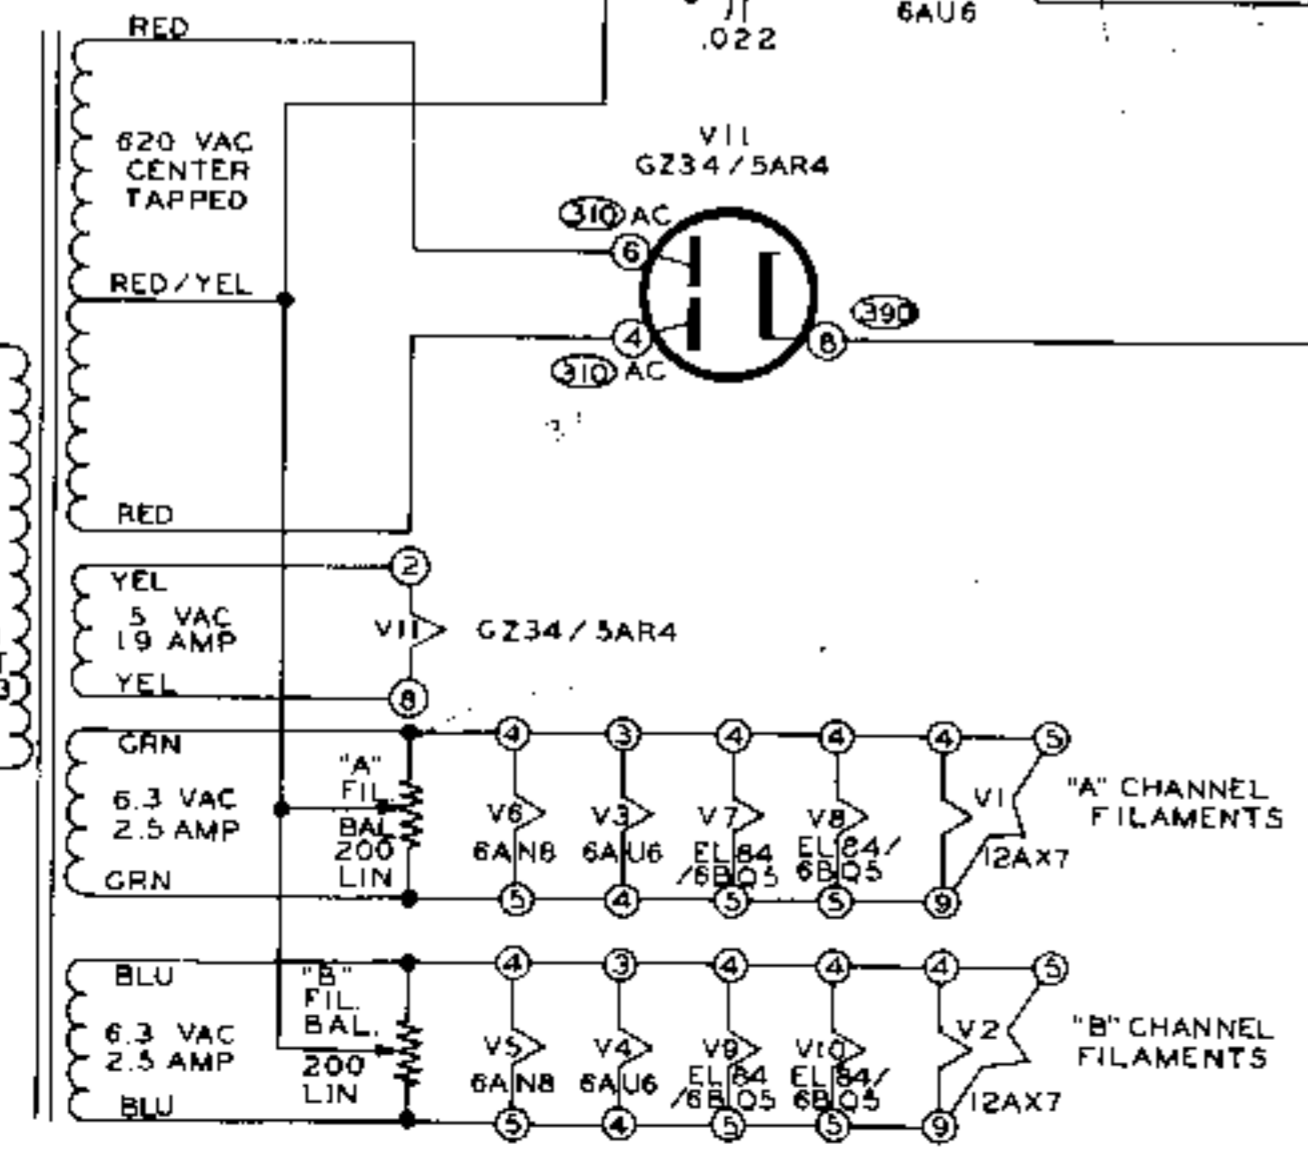 6AU6
.022
RED
620 VAC
CENTER
TAPPED
V11
GZ34/5AR4
310 AC
6
RED/YEL
390
4
8
310 AC
RED
YEL
2
5 VAC
19 AMP
V11
GZ34/5AR4
YEL
8
GRN
4
3
4
4
4
5
"A"
FIL
BAL
200
LIN
6.3 VAC
2.5 AMP
V6
6AN8
V3
6AU6
V7
EL84
/6BQ5
V8
EL84/
6BQ5
V1
12AX7
"A" CHANNEL
FILAMENTS
GRN
5
4
5
5
9
BLU
4
3
4
4
4
5
"B"
FIL.
BAL.
200
LIN
6.3 VAC
2.5 AMP
V5
6AN8
V4
6AU6
V9
EL84
/6BQ5
V10
EL84/
6BQ5
V2
12AX7
"B" CHANNEL
FILAMENTS
BLU
5
4
5
5
9